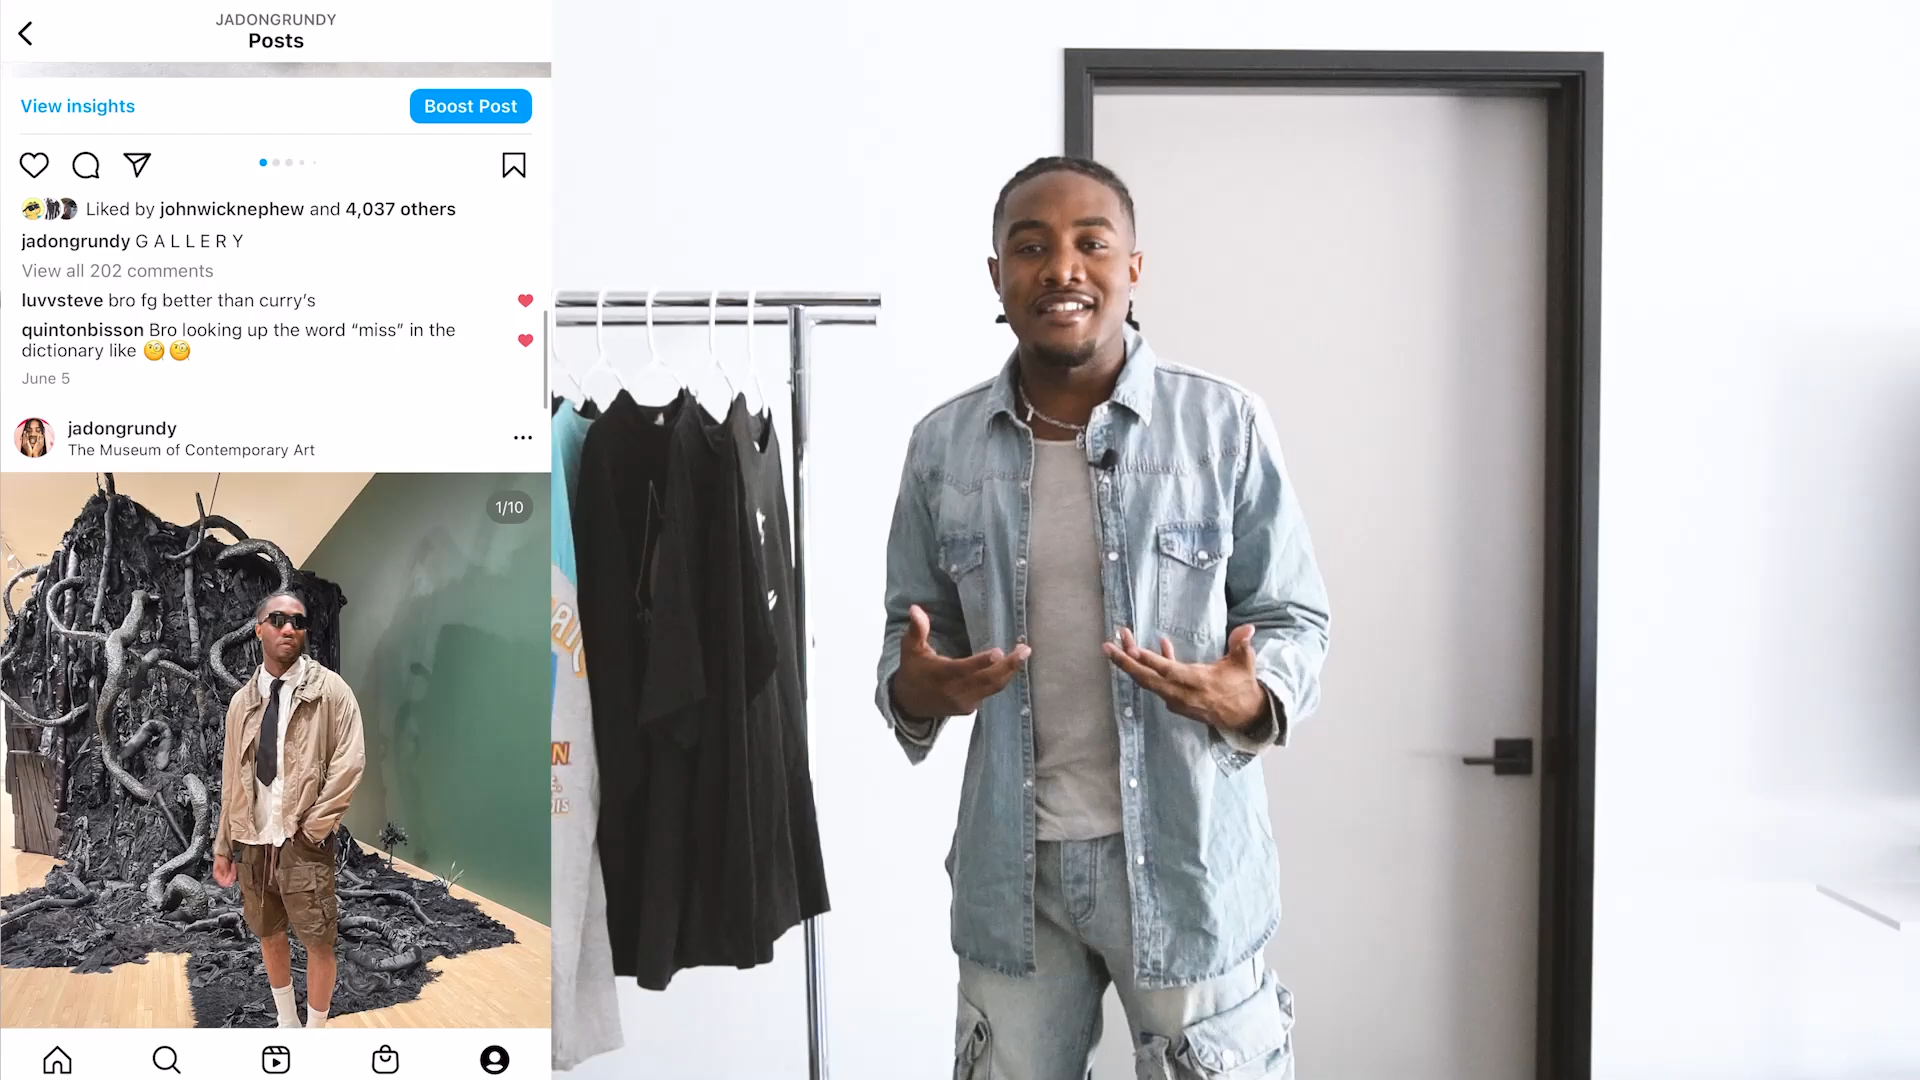 JADONGRUNDY
Posts
View insights
Boost Post
Liked by johnwicknephew and 4,037 others
jadongrundy G A L L E R Y
View all 202 comments
luvvsteve bro fg better than curry’s
quintonbisson Bro looking up the word “miss” in the
dictionary like 🧐 🧐
June 5
jadongrundy
The Museum of Contemporary Art
1/10